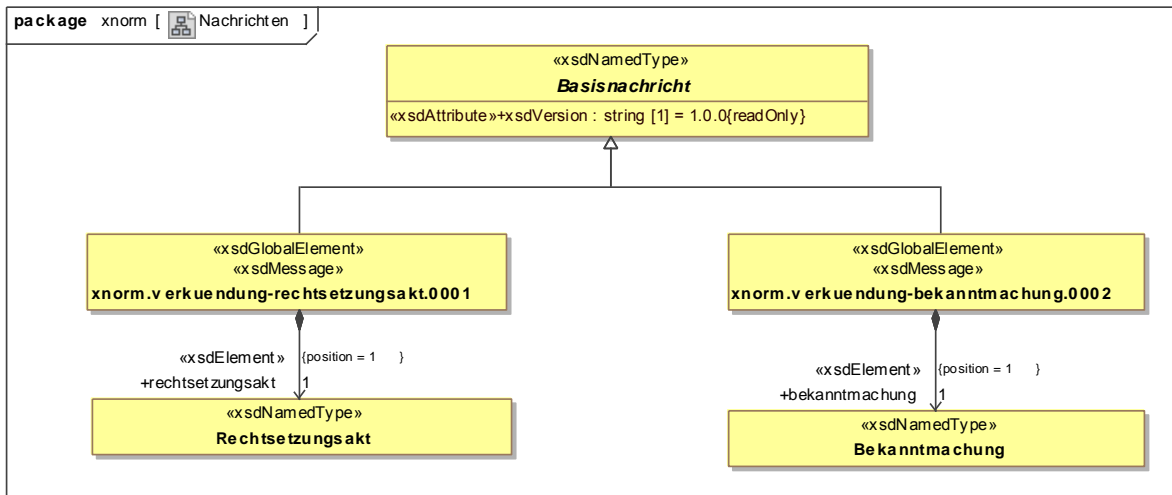 package xnorm [ Nachrichten ]
«xsdNamedType»
Basisnachricht
«xsdAttribute»+xsdVersion : string [1] = 1.0.0{readOnly}
«xsdGlobalElement»
«xsdMessage»
xnorm.verkuendung-rechtsetzungsakt.0001
«xsdGlobalElement»
«xsdMessage»
xnorm.verkuendung-bekanntmachung.0002
«xsdElement» {position = 1 }
+rechtsetzungsakt 1
«xsdElement» {position = 1 }
+bekanntmachung 1
«xsdNamedType»
Rechtsetzungsakt
«xsdNamedType»
Bekanntmachung